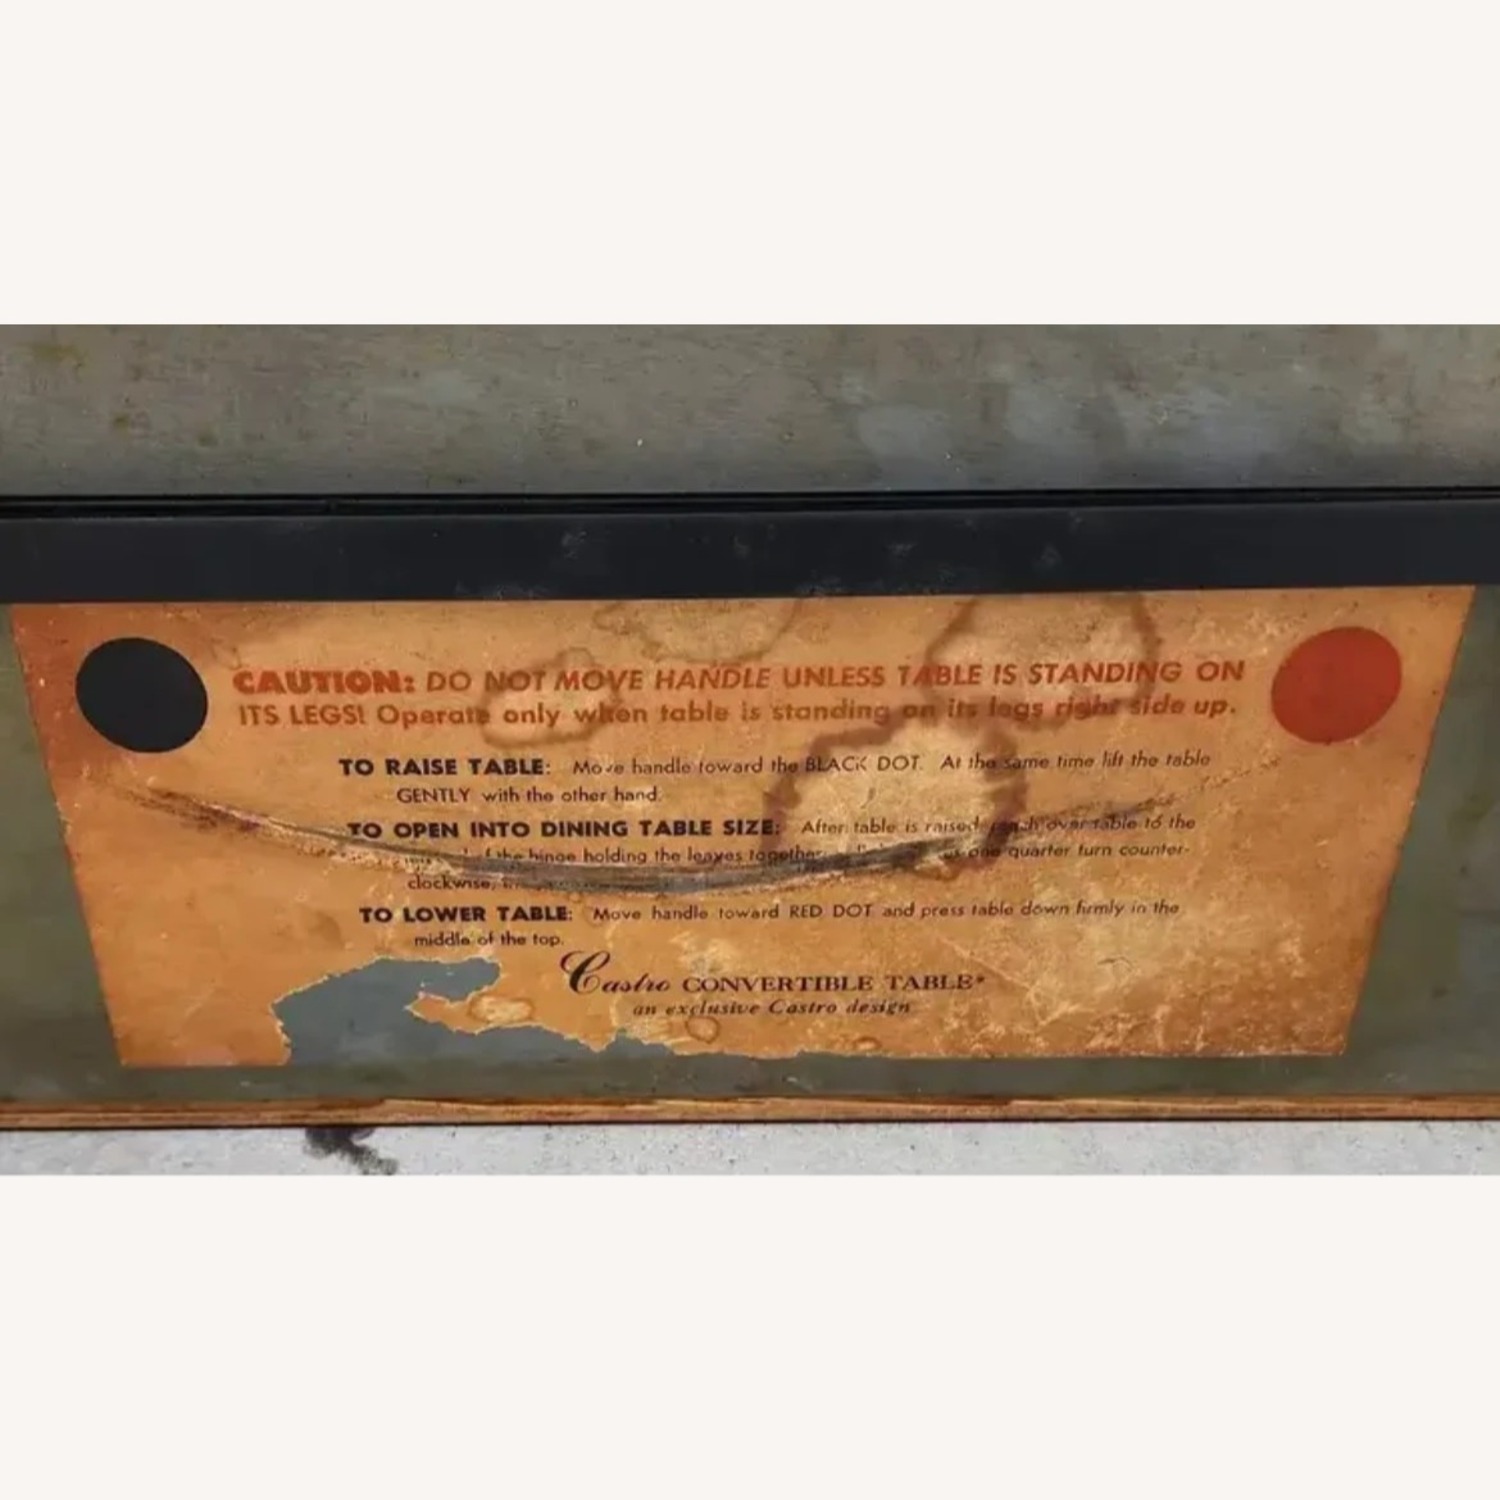 CAUTION: DO NOT MOVE HANDLE UNLESS TABLE IS STANDING ON
ITS LEGS! Operate only when table is standing on its legs right side up.
TO RAISE TABLE: Move handle toward the BLACK DOT. At the same time lift the table
GENTLY with the other hand.
TO OPEN INTO DINING TABLE SIZE: After table is raised, reach over table to the
of the hinge holding the leaves together, one quarter turn counter-
clockwise,
TO LOWER TABLE: Move handle toward RED DOT and press table down firmly in the
middle of the top.
Castro CONVERTIBLE TABLE*
an exclusive Castro design